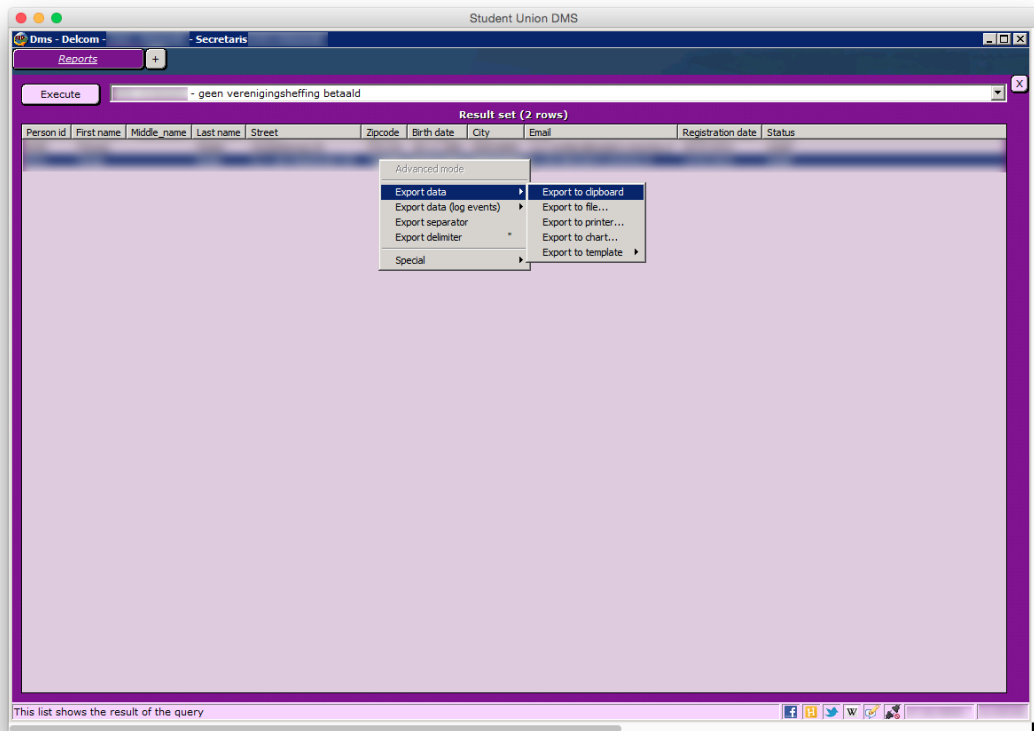 Student Union DMS
Dms - Delcom - - Secretaris
Reports +
Execute - geen verenigingsheffing betaald X
Result set (2 rows)
Person id First name Middle_name Last name Street Zipcode Birth date City Email Registration date Status
Advanced mode
Export data Export to clipboard
Export data (log events) Export to file...
Export separator Export to printer...
Export delimiter " Export to chart...
Export to template
Special
This list shows the result of the query f H W